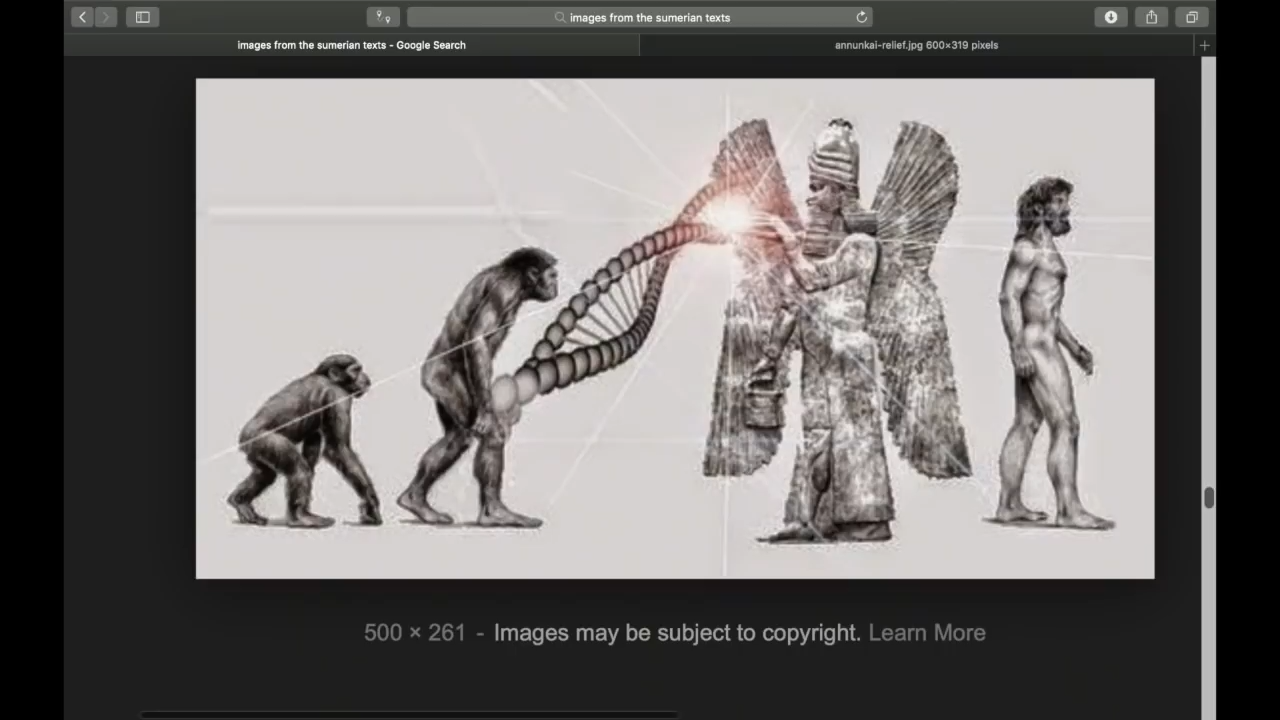 images from the sumerian texts
images from the sumerian texts - Google Search
annunkai-relief.jpg 600×319 pixels
500 × 261 - Images may be subject to copyright. Learn More